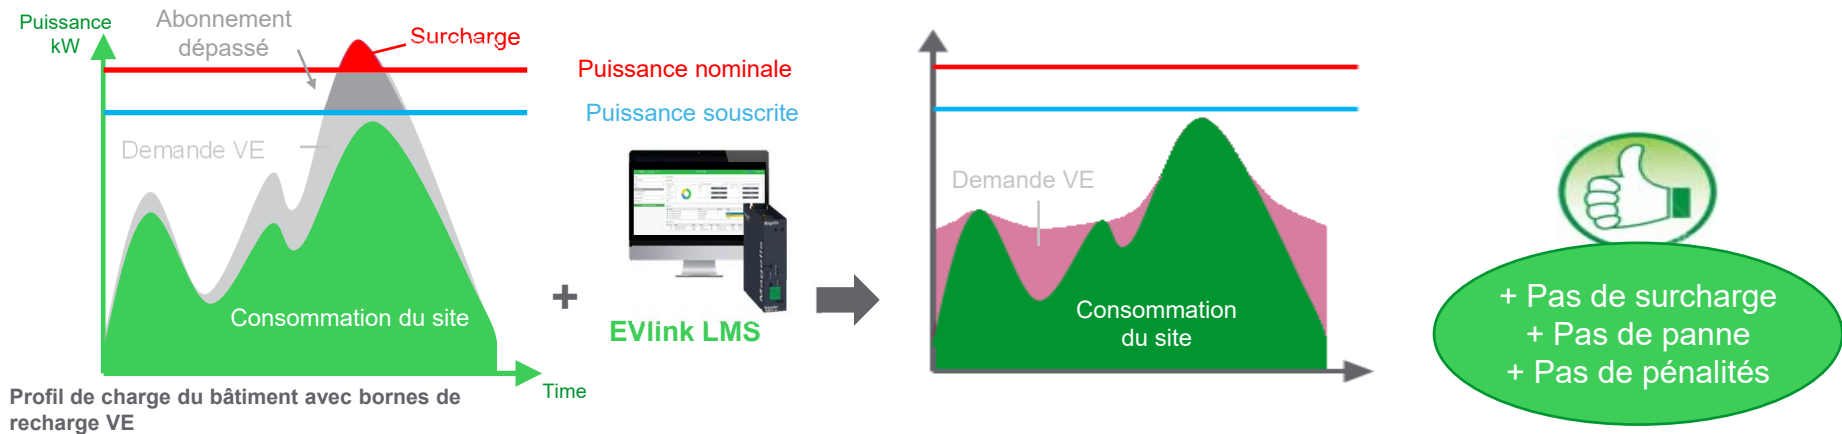 Puissance
kW
Abonnement
dépassé
Surcharge
Demande VE
Consommation du site
Time
Profil de charge du bâtiment avec bornes de
recharge VE
Puissance nominale
Puissance souscrite
Magelis
+
EVlink LMS
Demande VE
Consommation
du site
+ Pas de surcharge
+ Pas de panne
+ Pas de pénalités